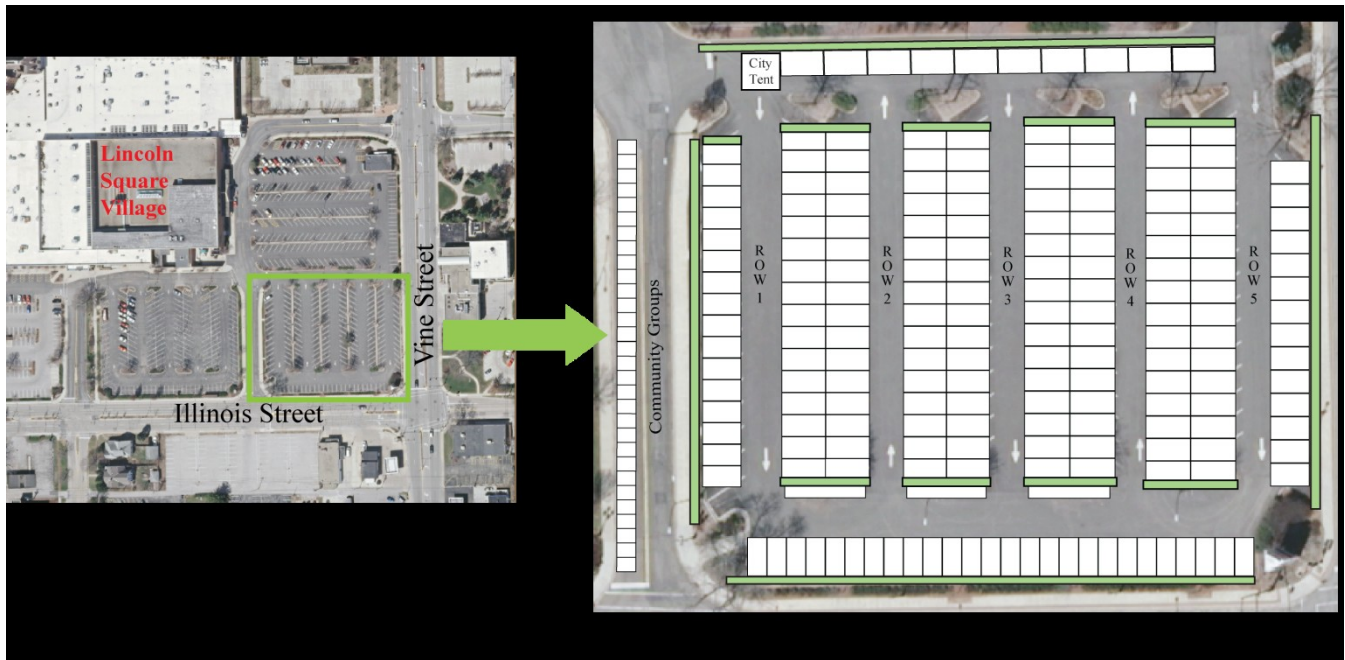 Lincoln
Square
Village
Vine Street
Illinois Street
City
Tent
Community Groups
ROW 1
ROW 2
ROW 3
ROW 4
ROW 5